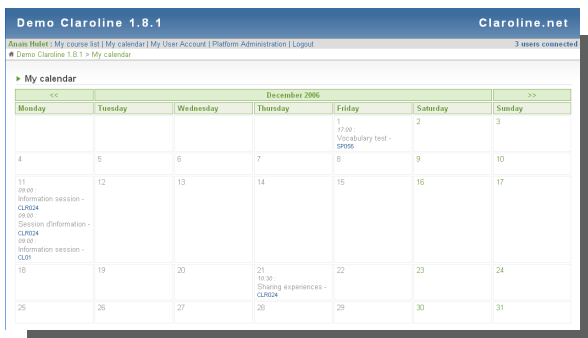 Demo Claroline 1.8.1 Claroline.net
Anaïn Hulet : My course list | My calendar | My User Account | Platform Administration | Logout 3 users connected
Demo Claroline 1.8.1 > My calendar
My calendar
<< December 2006 >>
Monday Tuesday Wednesday Thursday Friday Saturday Sunday
1 2 3
17:00 :
Vocabulary test -
SP055
4 5 6 7 8 9 10
11 12 13 14 15 16 17
09:00 :
Information session -
CLR024
09:00 :
Session d'information -
CLR024
09:00 :
Information session -
CL01
18 19 20 21 22 23 24
18:30 :
Sharing experiences -
CLR024
25 26 27 28 29 30 31